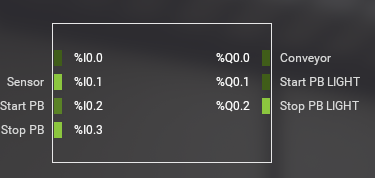 %I0.0 %Q0.0 Conveyor
Sensor %I0.1 %Q0.1 Start PB LIGHT
Start PB %I0.2 %Q0.2 Stop PB LIGHT
Stop PB %I0.3